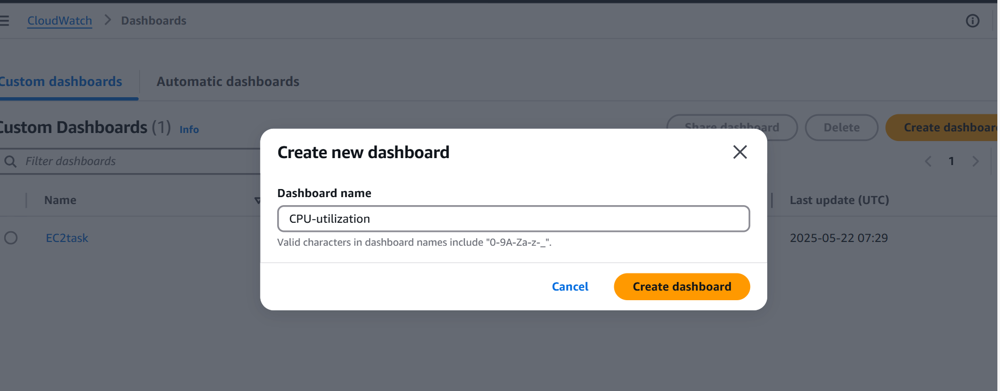 CloudWatch > Dashboards
Custom dashboards
Automatic dashboards
Custom Dashboards (1) Info
Share dashboard
Delete
Create dashboard
Filter dashboards
1
Name
Last update (UTC)
EC2task
2025-05-22 07:29
Create new dashboard
Dashboard name
CPU-utilization
Valid characters in dashboard names include "0-9A-Za-z-_".
Cancel
Create dashboard